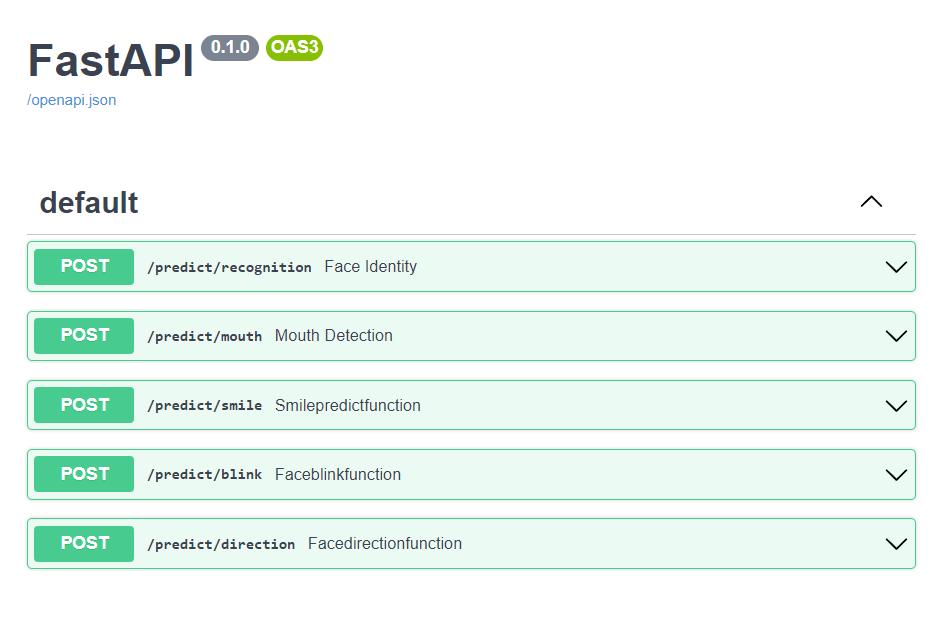 FastAPI 0.1.0 OAS3
/openapi.json
default
POST /predict/recognition Face Identity
POST /predict/mouth Mouth Detection
POST /predict/smile Smilepredictfunction
POST /predict/blink Faceblinkfunction
POST /predict/direction Facedirectionfunction